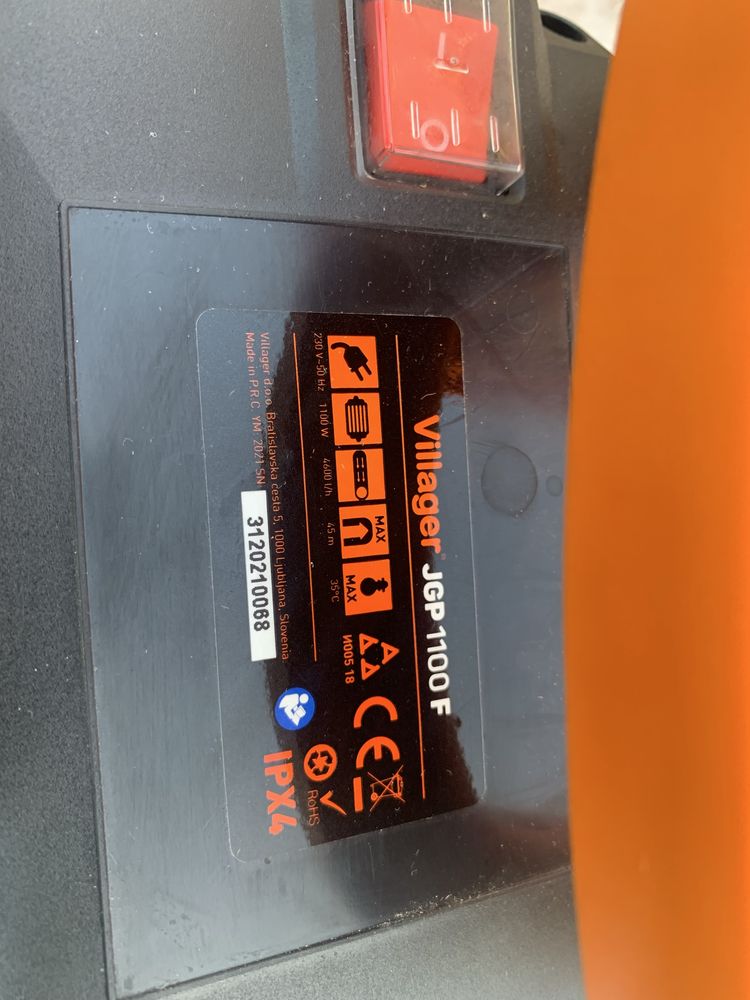 Villager JGP 1100 F
MAX
MAX
230 V~50 Hz 1100 W 4600 l/h 45 m 35°C
И005 18
CE
RoHS
Villager d.o.o. Bratislavska cesta 5, 1000 Ljubljana, Slovenia
Made in P.R.C. YM 2021 SN 3120210068
IPX4